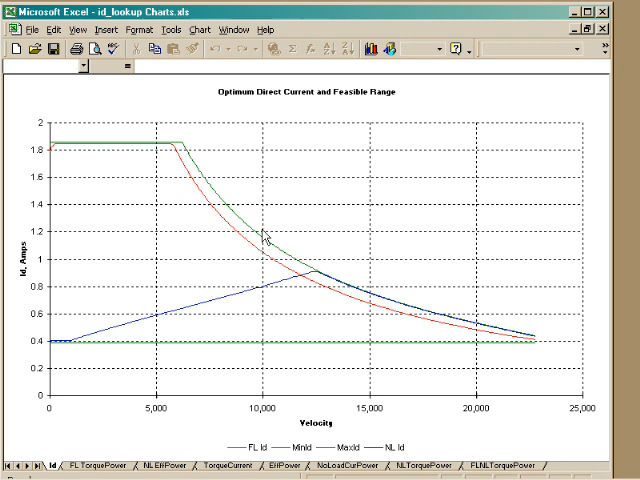 Microsoft Excel - id_lookup Charts.xls
File Edit View Insert Format Tools Chart Window Help
=
Optimum Direct Current and Feasible Range
2
1.8
1.6
1.4
1.2
1
0.8
0.6
0.4
0.2
0
Id, Amps
0 5,000 10,000 15,000 20,000 25,000
Velocity
FL Id MinId MaxId NL Id
Id FL TorquePower NLEffPower TorqueCurrent EffPower NoLoadCurPower NLTorquePower FLNLTorquePower